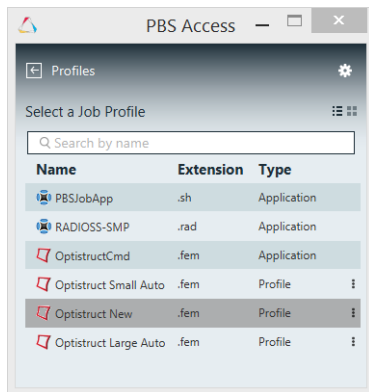 PBS Access
Profiles
Select a Job Profile
Search by name
Name Extension Type
PBSJobApp .sh Application
RADIOSS-SMP .rad Application
OptistructCmd .fem Application
Optistruct Small Auto .fem Profile
Optistruct New .fem Profile
Optistruct Large Auto .fem Profile